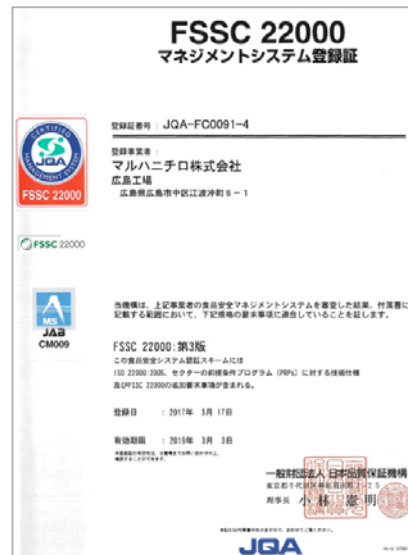 FSSC 22000
マネジメントシステム登録証
登録証番号 : JQA-FC0091-4
登録事業者 :
マルハニチロ株式会社
広島工場
広島県広島市中区江波沖町6-1
CERTIFIED
MANAGEMENT SYSTEM
JQA
FSSC 22000
FSSC 22000
MS
JAB
CM009
当機構は、上記事業者の食品安全マネジメントシステムを審査した結果、付属書に
記載する範囲において、下記規格の要求事項に適合していることを証します。
FSSC 22000:第3版
この食品安全システム認証スキームには
ISO 22000:2005、セクターの前提条件プログラム (PRPs) に対する技術仕様
及びFSSC 22000の追加要求事項が含まれる。
登録日 : 2017年 3月 17日
有効期限 : 2019年 3月 3日
一般財団法人 日本品質保証機構
理事長 小林 憲明
JQA